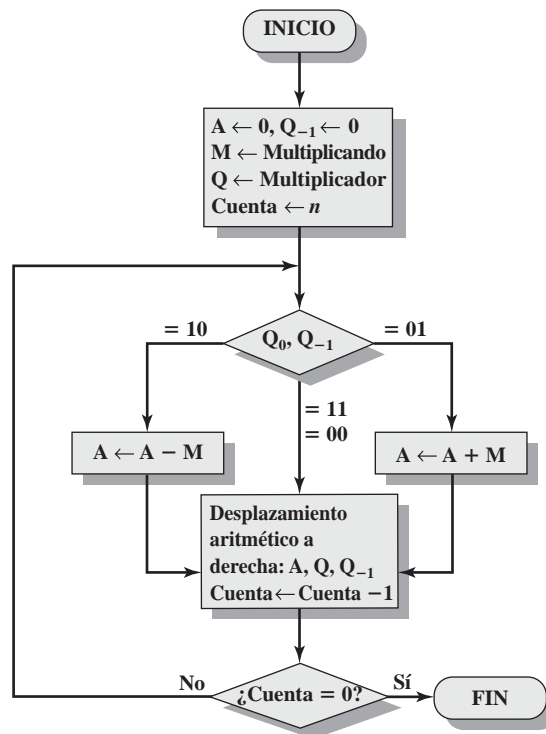 INICIO
A ← 0, Q₋₁ ← 0
M ← Multiplicando
Q ← Multiplicador
Cuenta ← n
= 10
Q₀, Q₋₁
= 01
= 11
= 00
A ← A − M
A ← A + M
Desplazamiento
aritmético a
derecha: A, Q, Q₋₁
Cuenta ← Cuenta −1
No
¿Cuenta = 0?
Sí
FIN